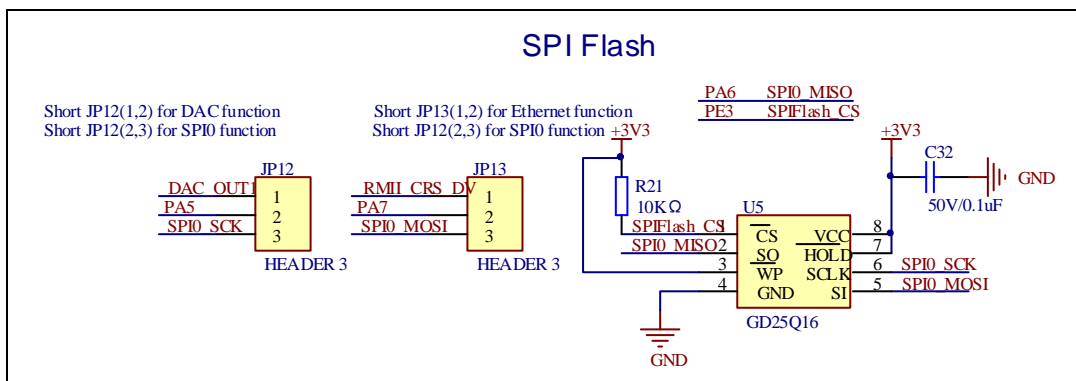 SPI Flash
PA6 SPI0_MISO
PE3 SPIFlash_CS
Short JP12(1,2) for DAC function
Short JP12(2,3) for SPI0 function
Short JP13(1,2) for Ethernet function
Short JP12(2,3) for SPI0 function
JP12
DAC_OUT1 1
PA5 2
SPI0_SCK 3
HEADER 3
JP13
RMII_CRS_DV 1
PA7 2
SPI0_MOSI 3
HEADER 3
+3V3
R21
10KΩ
+3V3
C32
GND
50V/0.1uF
U5
SPIFlash_CS 1 CS VCC 8
SPI0_MISO 2 SO HOLD 7
3 WP SCLK 6 SPI0_SCK
4 GND SI 5 SPI0_MOSI
GD25Q16
GND